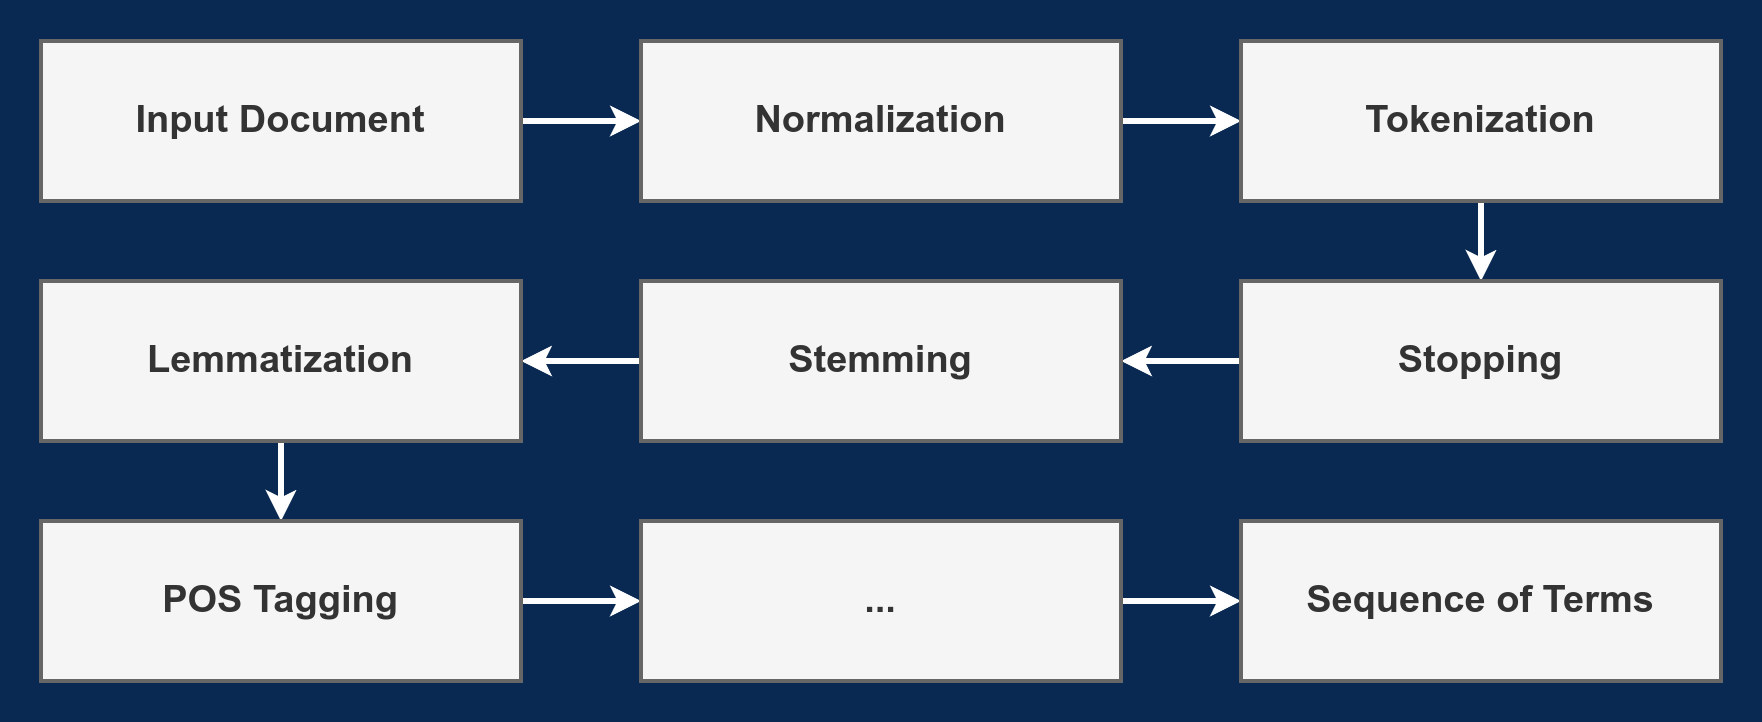 Input Document
Normalization
Tokenization
Stopping
Stemming
Lemmatization
POS Tagging
...
Sequence of Terms